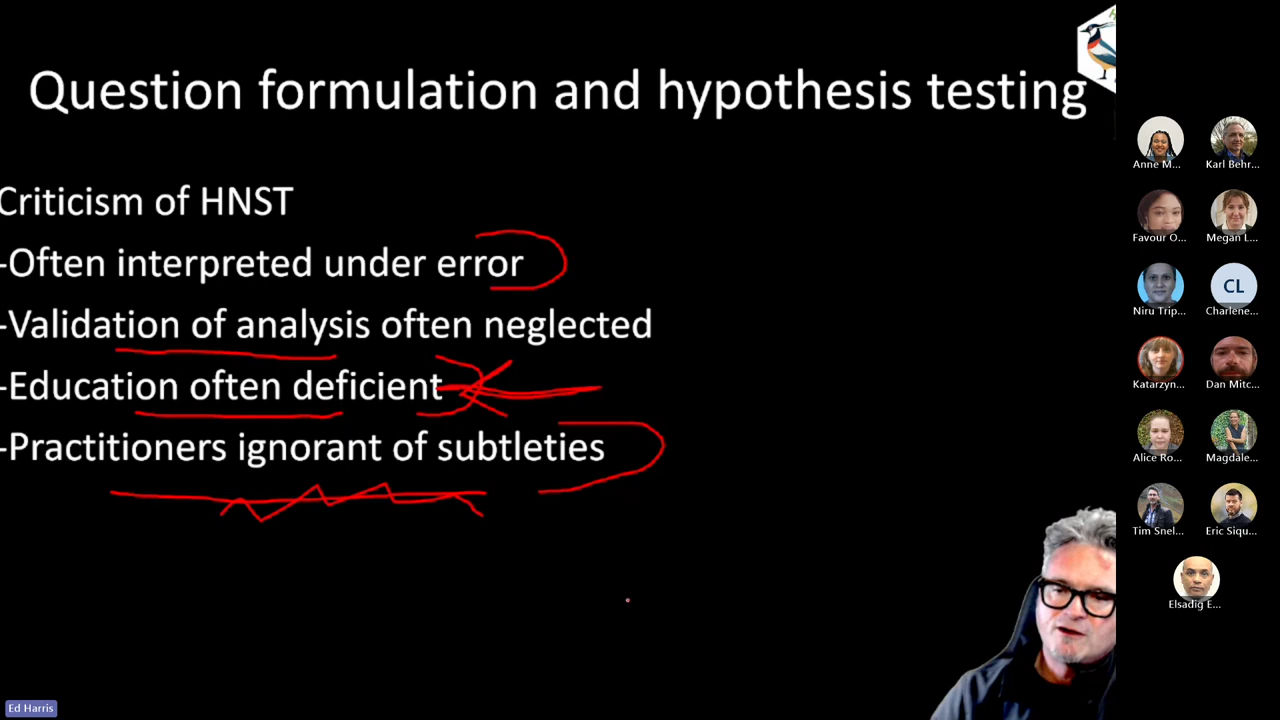 Question formulation and hypothesis testing
Criticism of HNST
-Often interpreted under error
-Validation of analysis often neglected
-Education often deficient
-Practitioners ignorant of subtleties
Anne M...
Karl Behr...
Favour O...
Megan L...
Niru Trip...
CL
Charlene...
Katarzyn...
Dan Mitc...
Alice Ro...
Magdale...
Tim Snel...
Eric Siqu...
Elsadig E...
Ed Harris